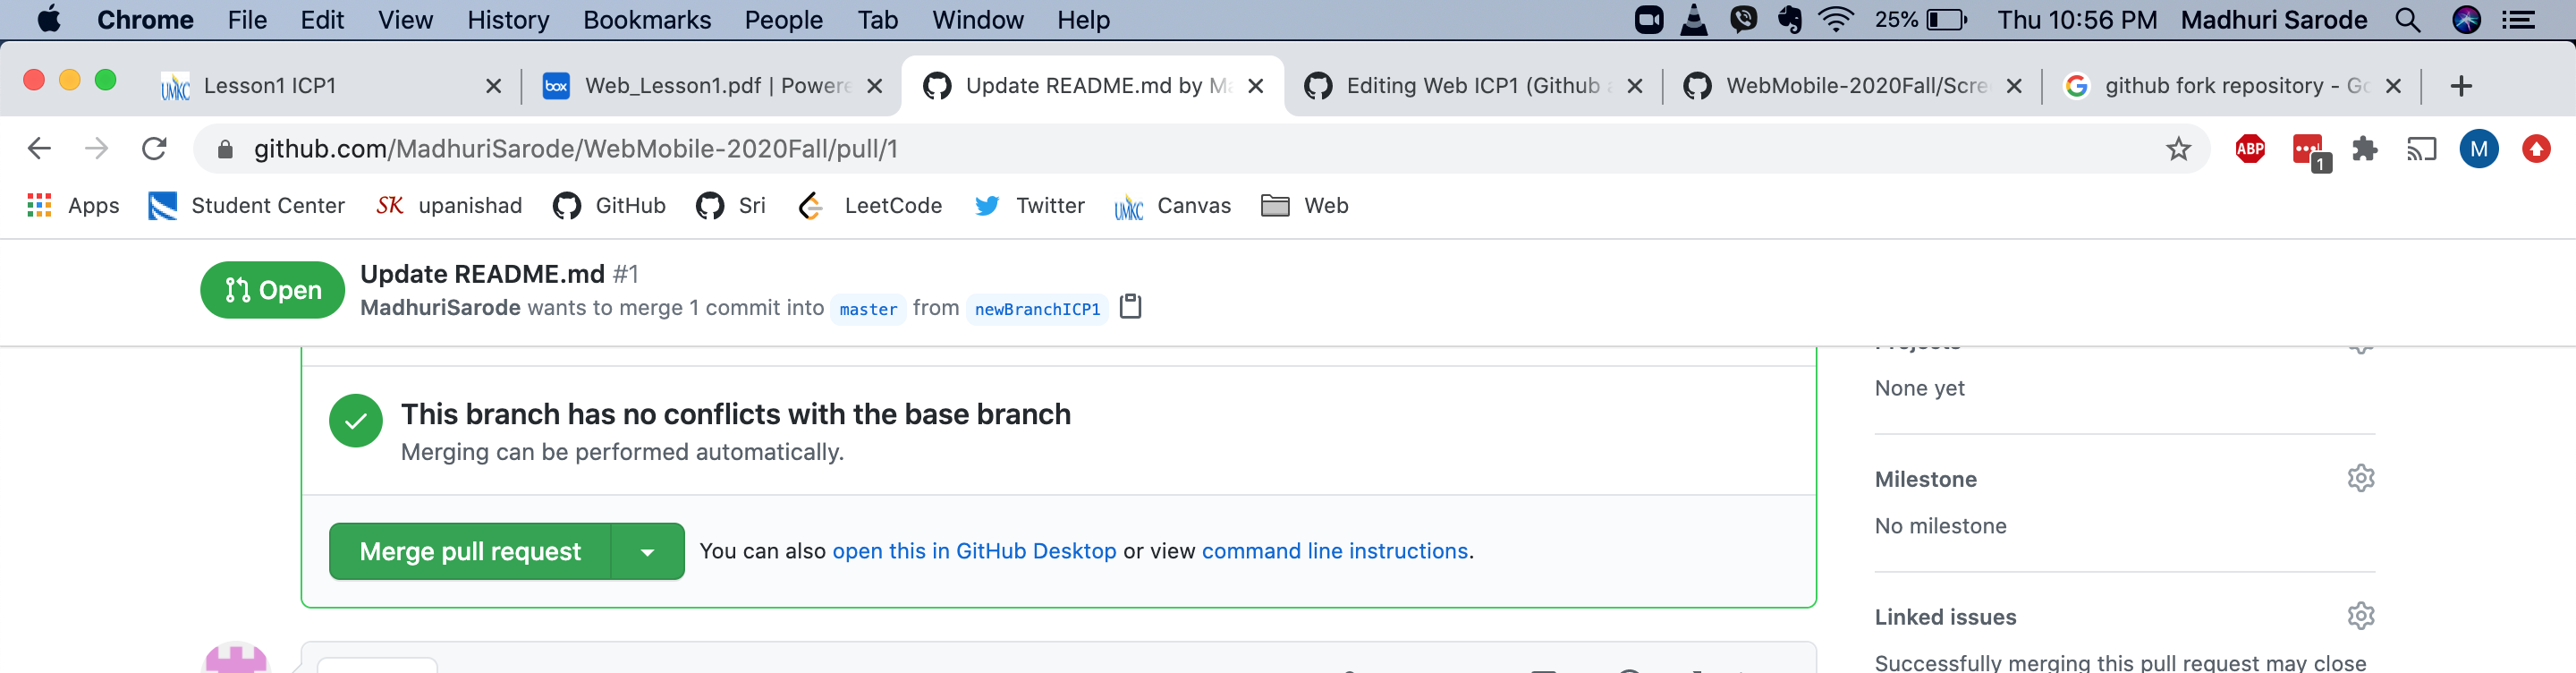 Chrome File Edit View History Bookmarks People Tab Window Help 25% Thu 10:56 PM Madhuri Sarode
Lesson1 ICP1 Web_Lesson1.pdf | Powere Update README.md by Ma Editing Web ICP1 (Github a WebMobile-2020Fall/Scree github fork repository - Go
github.com/MadhuriSarode/WebMobile-2020Fall/pull/1 ABP 1 M
Apps Student Center SK upanishad GitHub Sri LeetCode Twitter UMKC Canvas Web
Open
Update README.md #1
MadhuriSarode wants to merge 1 commit into master from newBranchICP1
Projects
None yet
This branch has no conflicts with the base branch
Merging can be performed automatically.
Milestone
No milestone
Merge pull request You can also open this in GitHub Desktop or view command line instructions.
Linked issues
Successfully merging this pull request may close